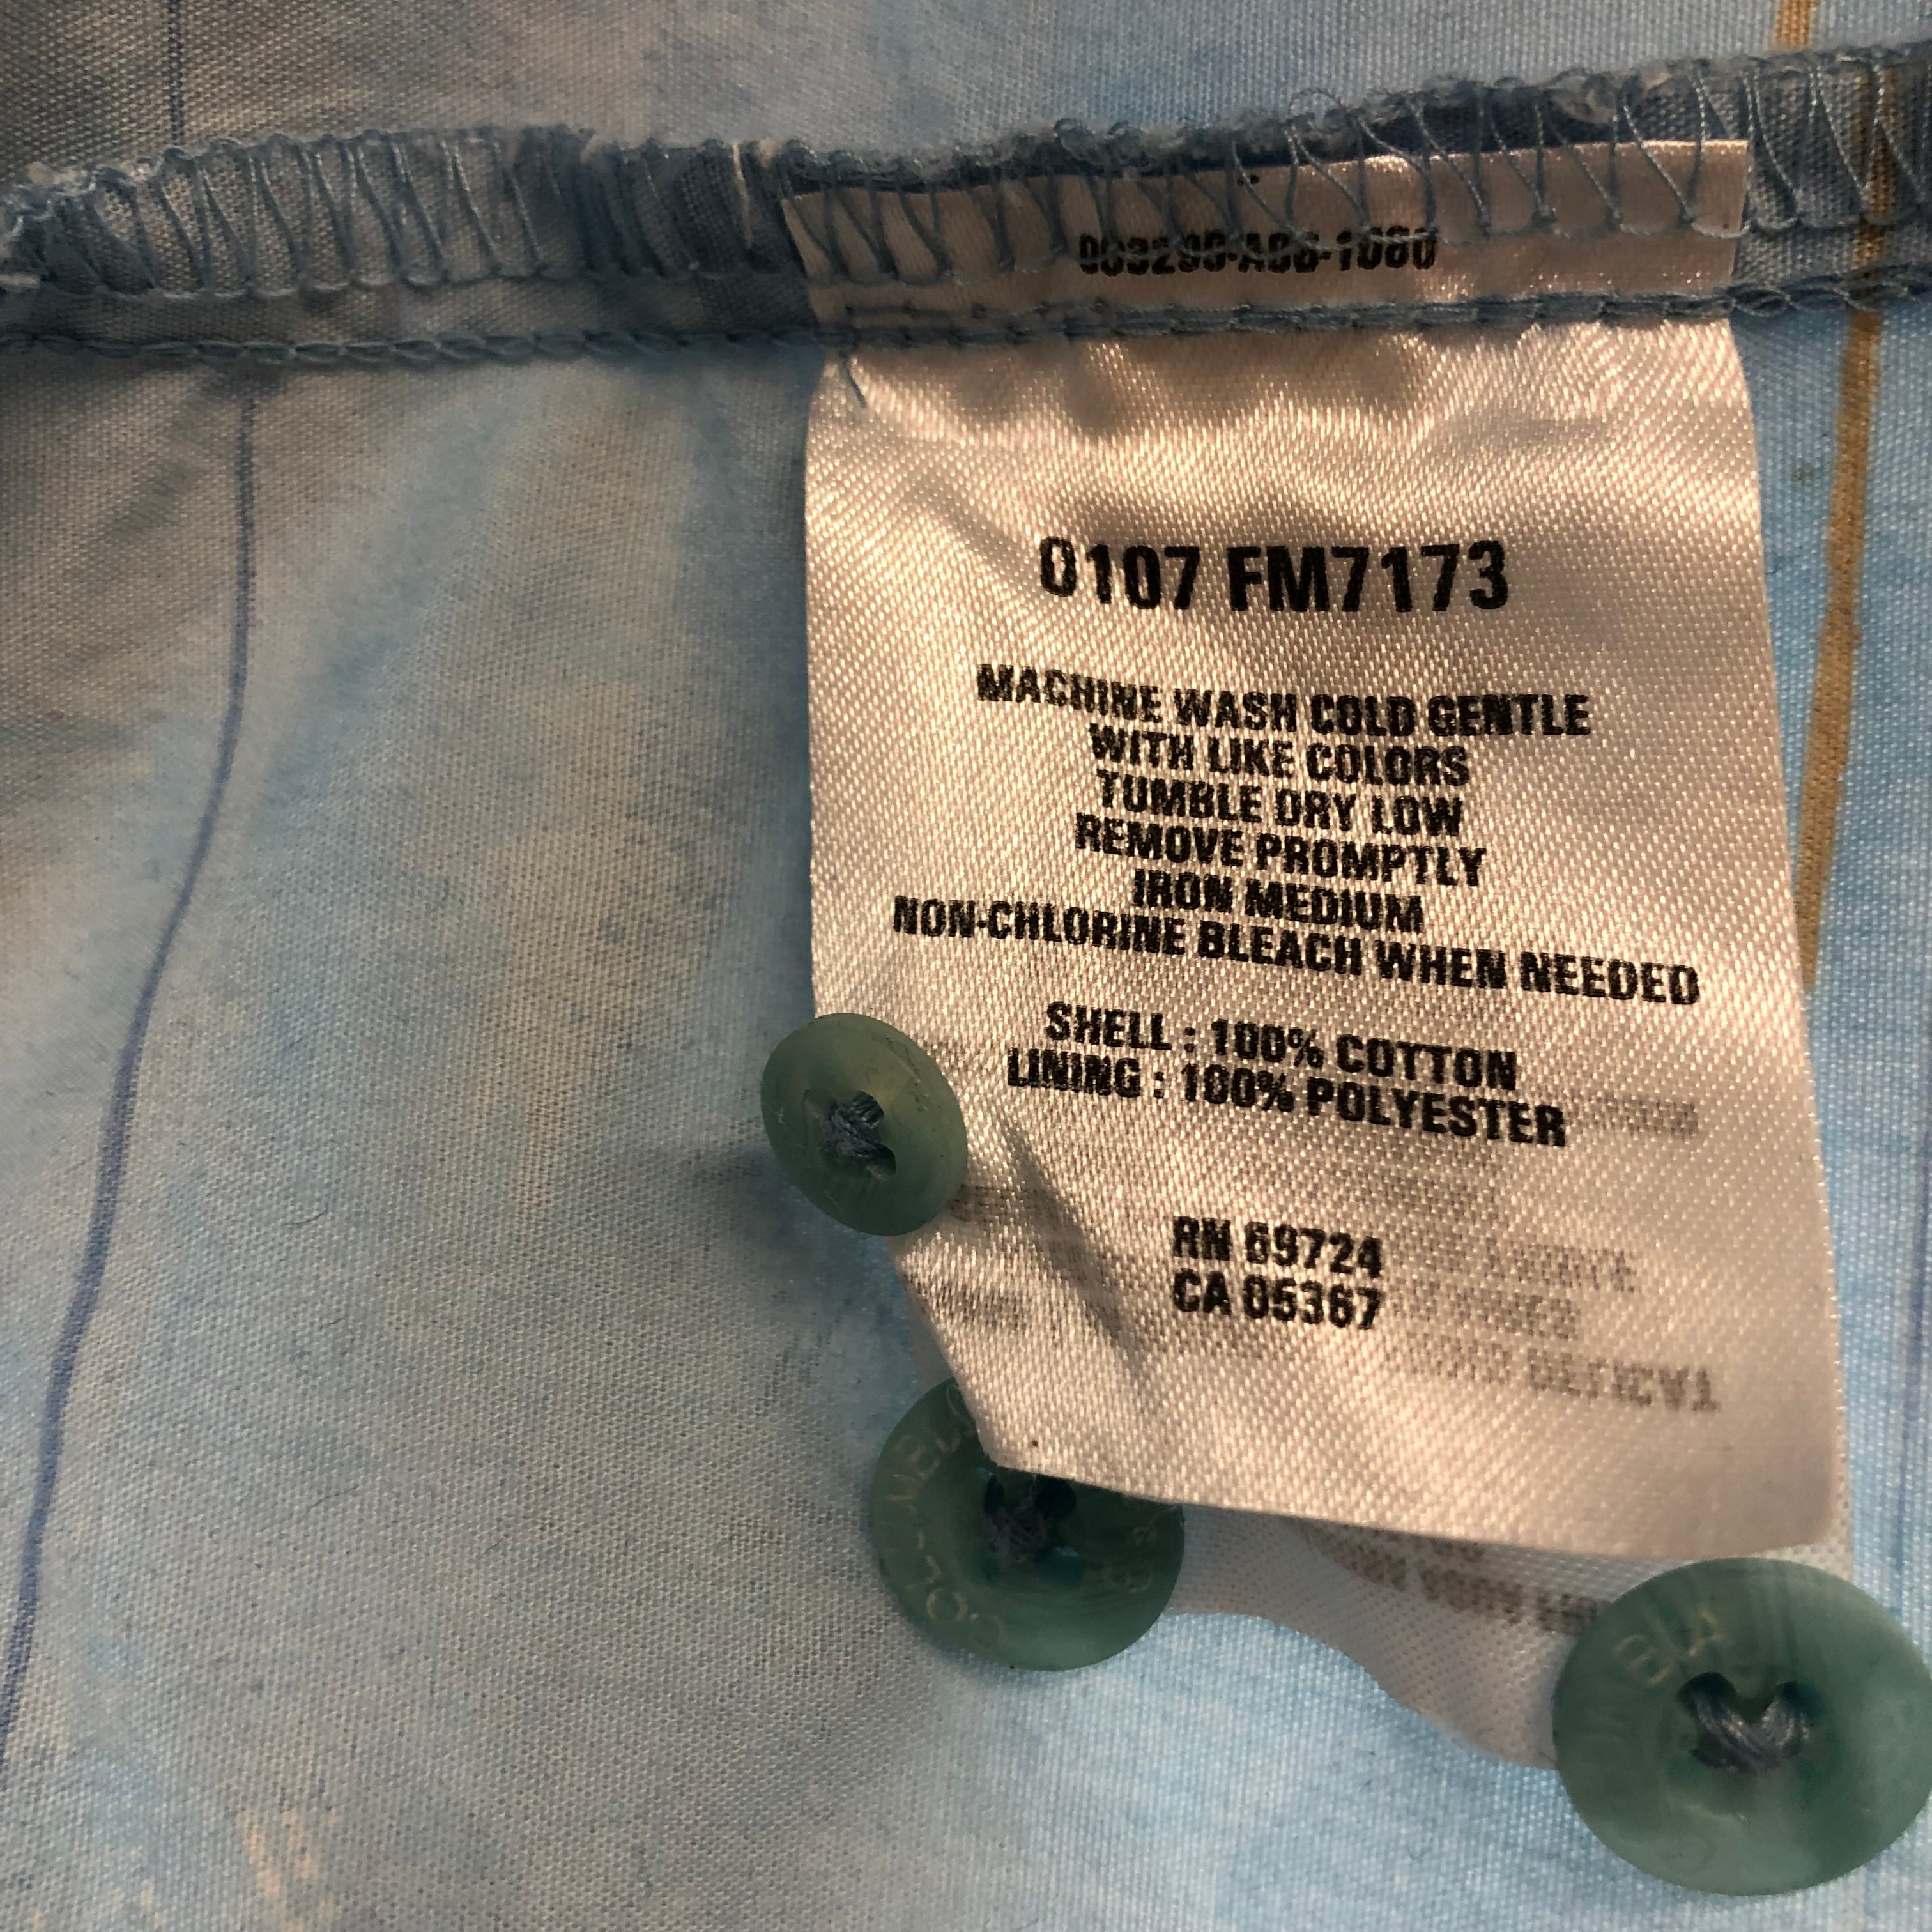 0107 FM7173
MACHINE WASH COLD GENTLE
WITH LIKE COLORS
TUMBLE DRY LOW
REMOVE PROMPTLY
IRON MEDIUM
NON-CHLORINE BLEACH WHEN NEEDED
SHELL : 100% COTTON
LINING : 100% POLYESTER
RN 69724
CA 05367